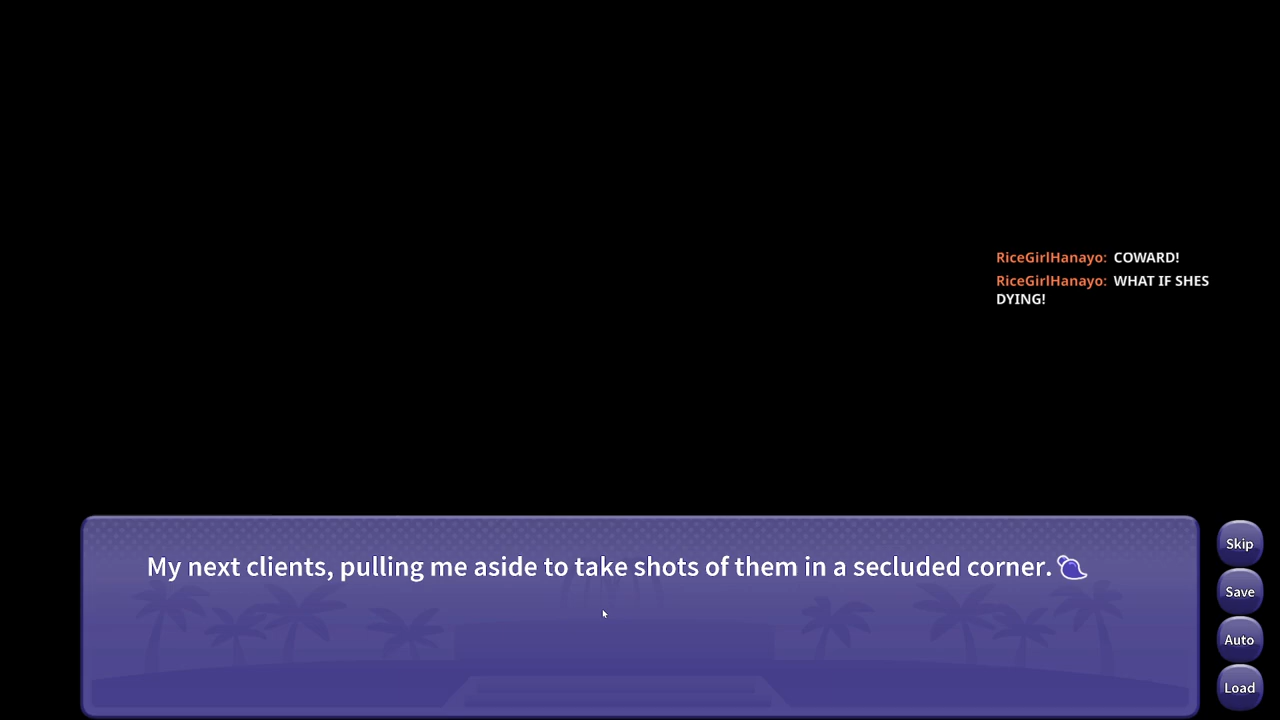 RiceGirlHanayo: COWARD!
RiceGirlHanayo: WHAT IF SHES
DYING!
My next clients, pulling me aside to take shots of them in a secluded corner.
Skip
Save
Auto
Load